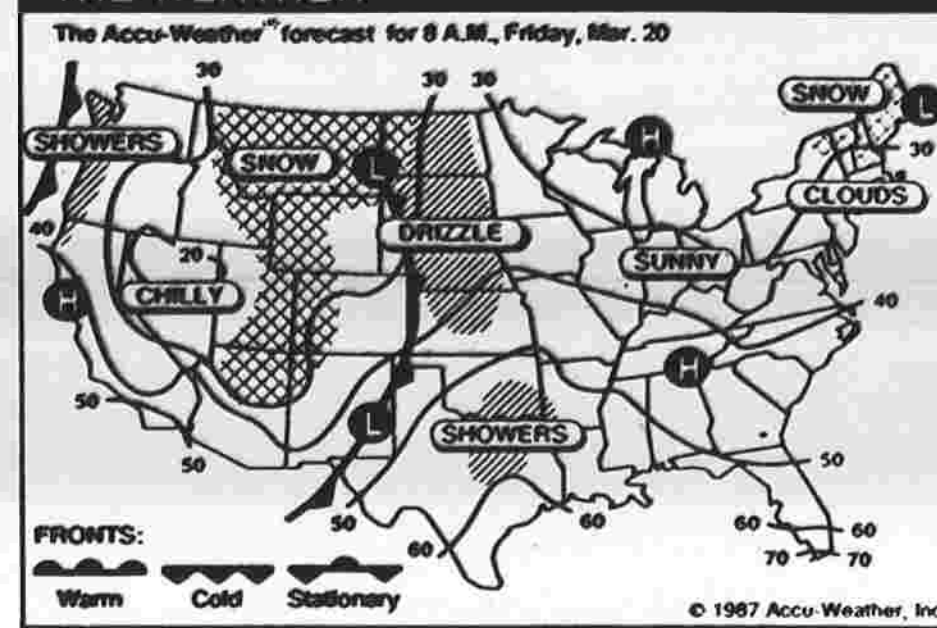 The Accu-Weather® forecast for 8 A.M., Friday, Mar. 20
30
30 30
SNOW
L
SHOWERS
SNOW
L
H
30
CLOUDS
40
DRIZZLE
20
SUNNY
H
CHILLY
40
H
50
L
SHOWERS
50
50
50
60
60
60
60
70
70
FRONTS:
Warm Cold Stationary
© 1987 Accu-Weather, Inc